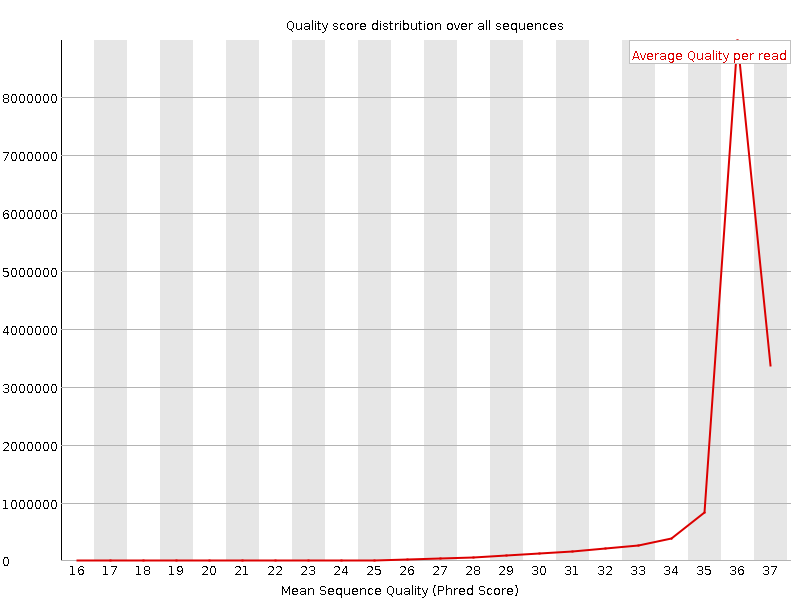 Quality score distribution over all sequences
Average Quality per read
8000000
7000000
6000000
5000000
4000000
3000000
2000000
1000000
0
16 17 18 19 20 21 22 23 24 25 26 27 28 29 30 31 32 33 34 35 36 37
Mean Sequence Quality (Phred Score)